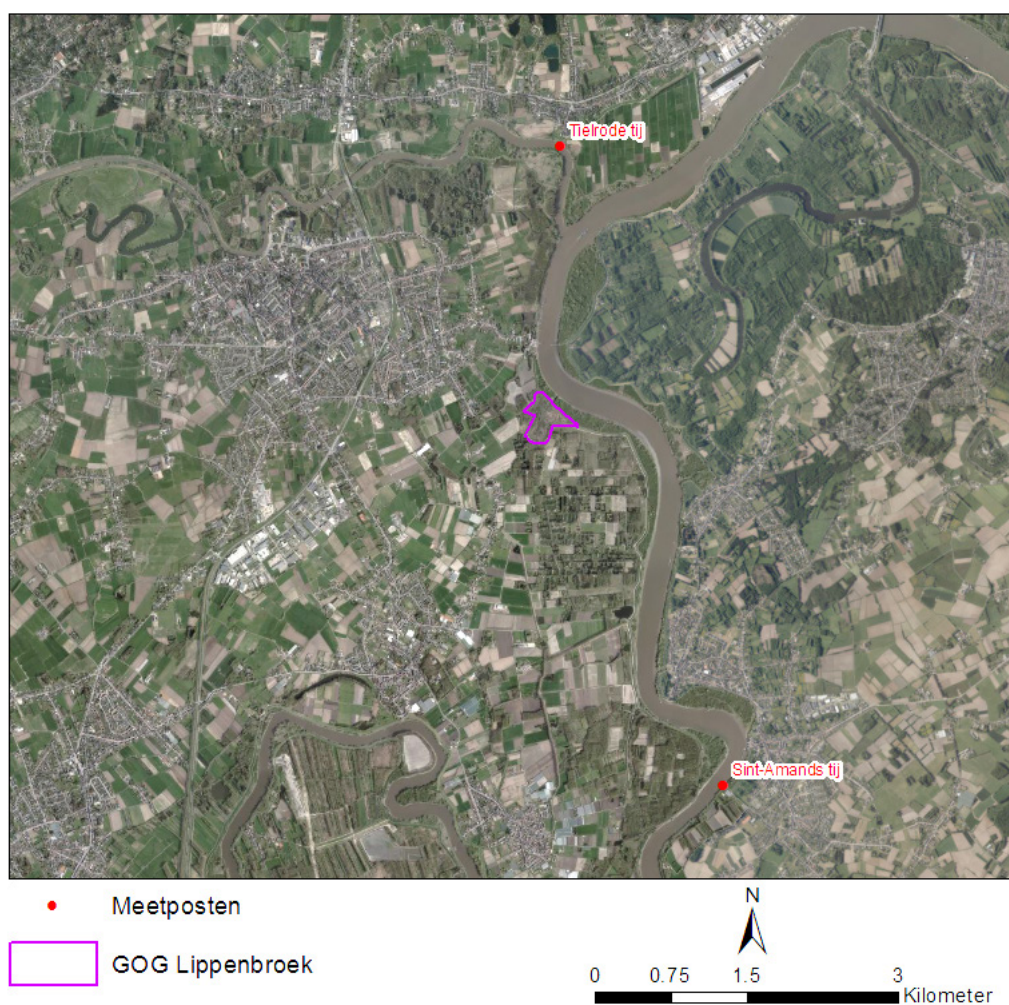 Tielrode tij
Sint-Amands tij
Meetposten
GOG Lippenbroek
N
0 0.75 1.5 3
Kilometer